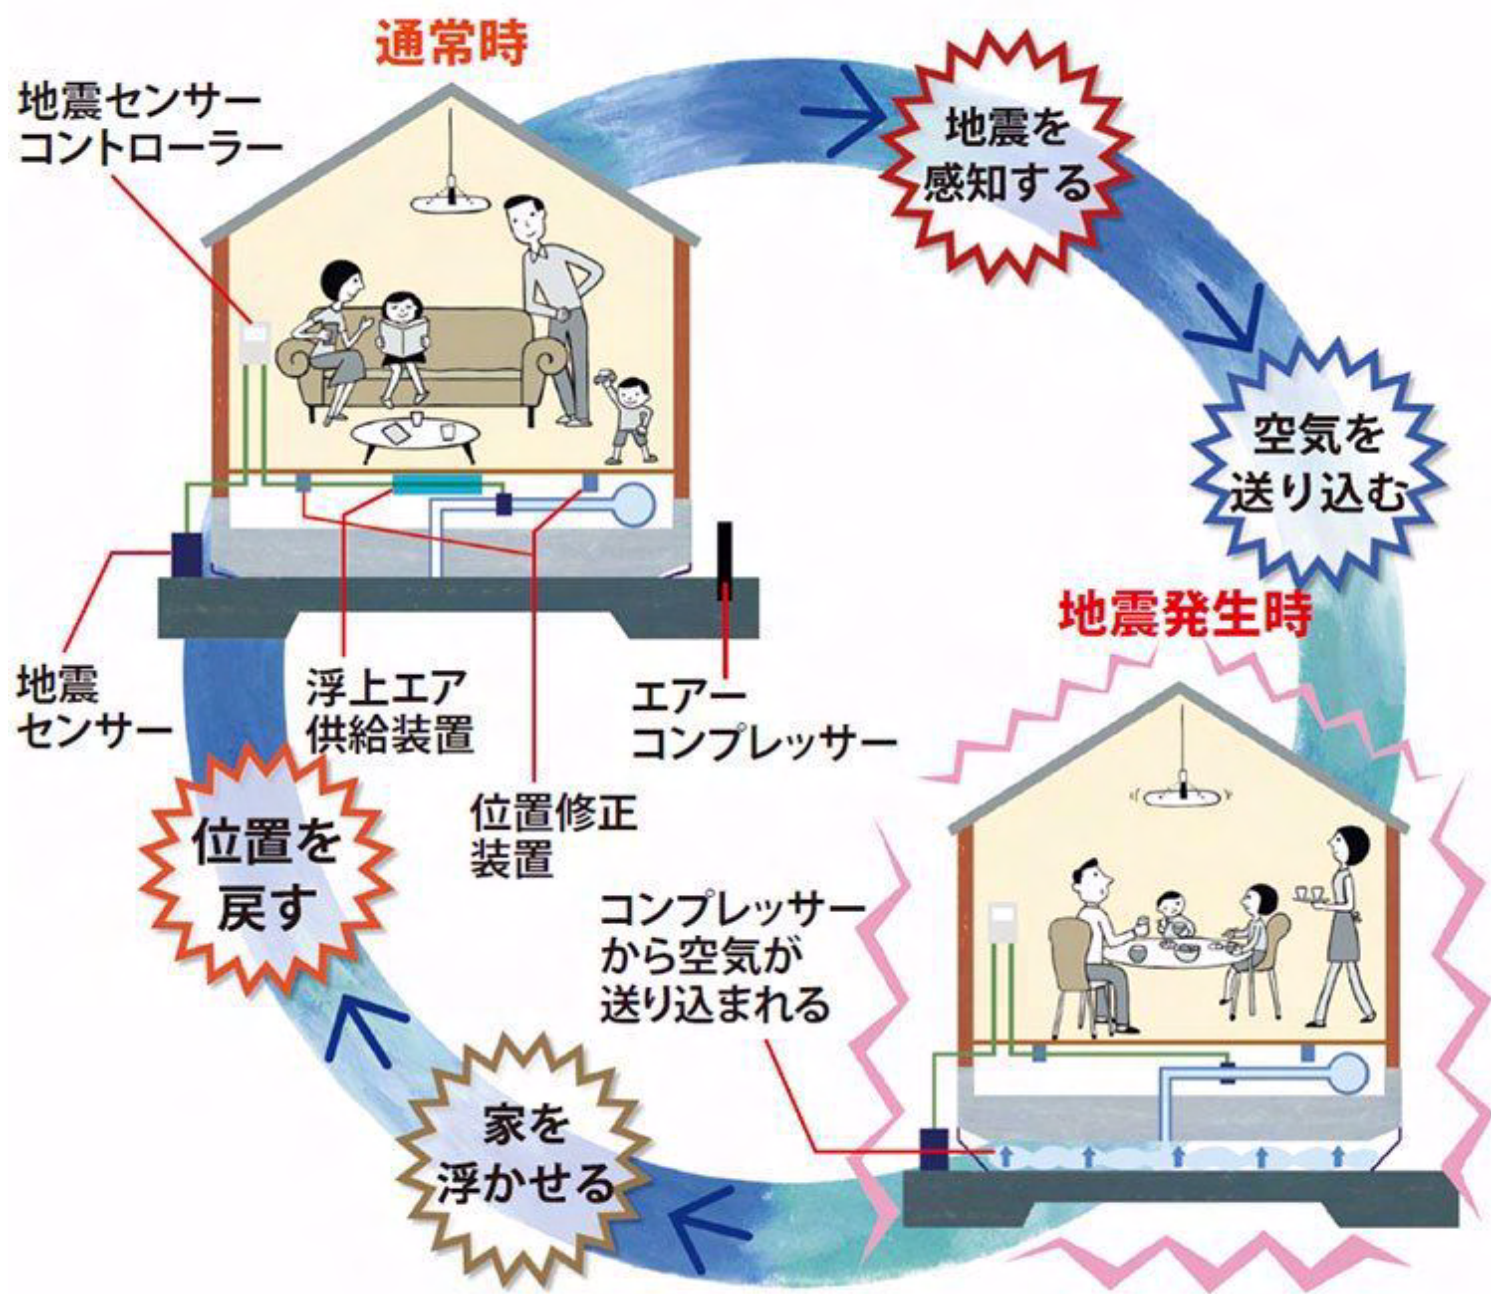 通常時
地震センサー
コントローラー
地震を
感知する
空気を
送り込む
地震発生時
地震
センサー
浮上エア
供給装置
エアー
コンプレッサー
位置修正
装置
位置を
戻す
コンプレッサー
から空気が
送り込まれる
家を
浮かせる